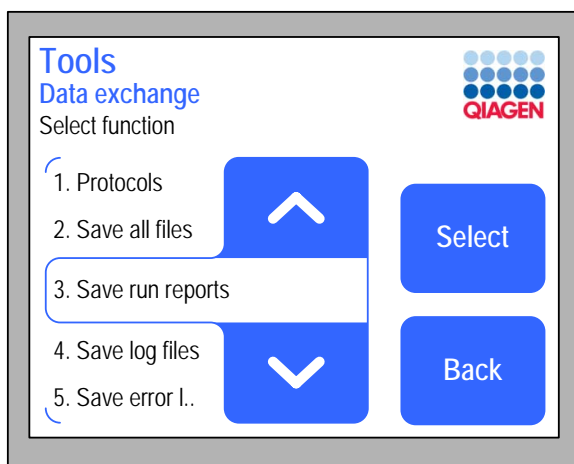 Tools
Data exchange
Select function
QIAGEN
1. Protocols
2. Save all files
3. Save run reports
4. Save log files
5. Save error l..
Select
Back